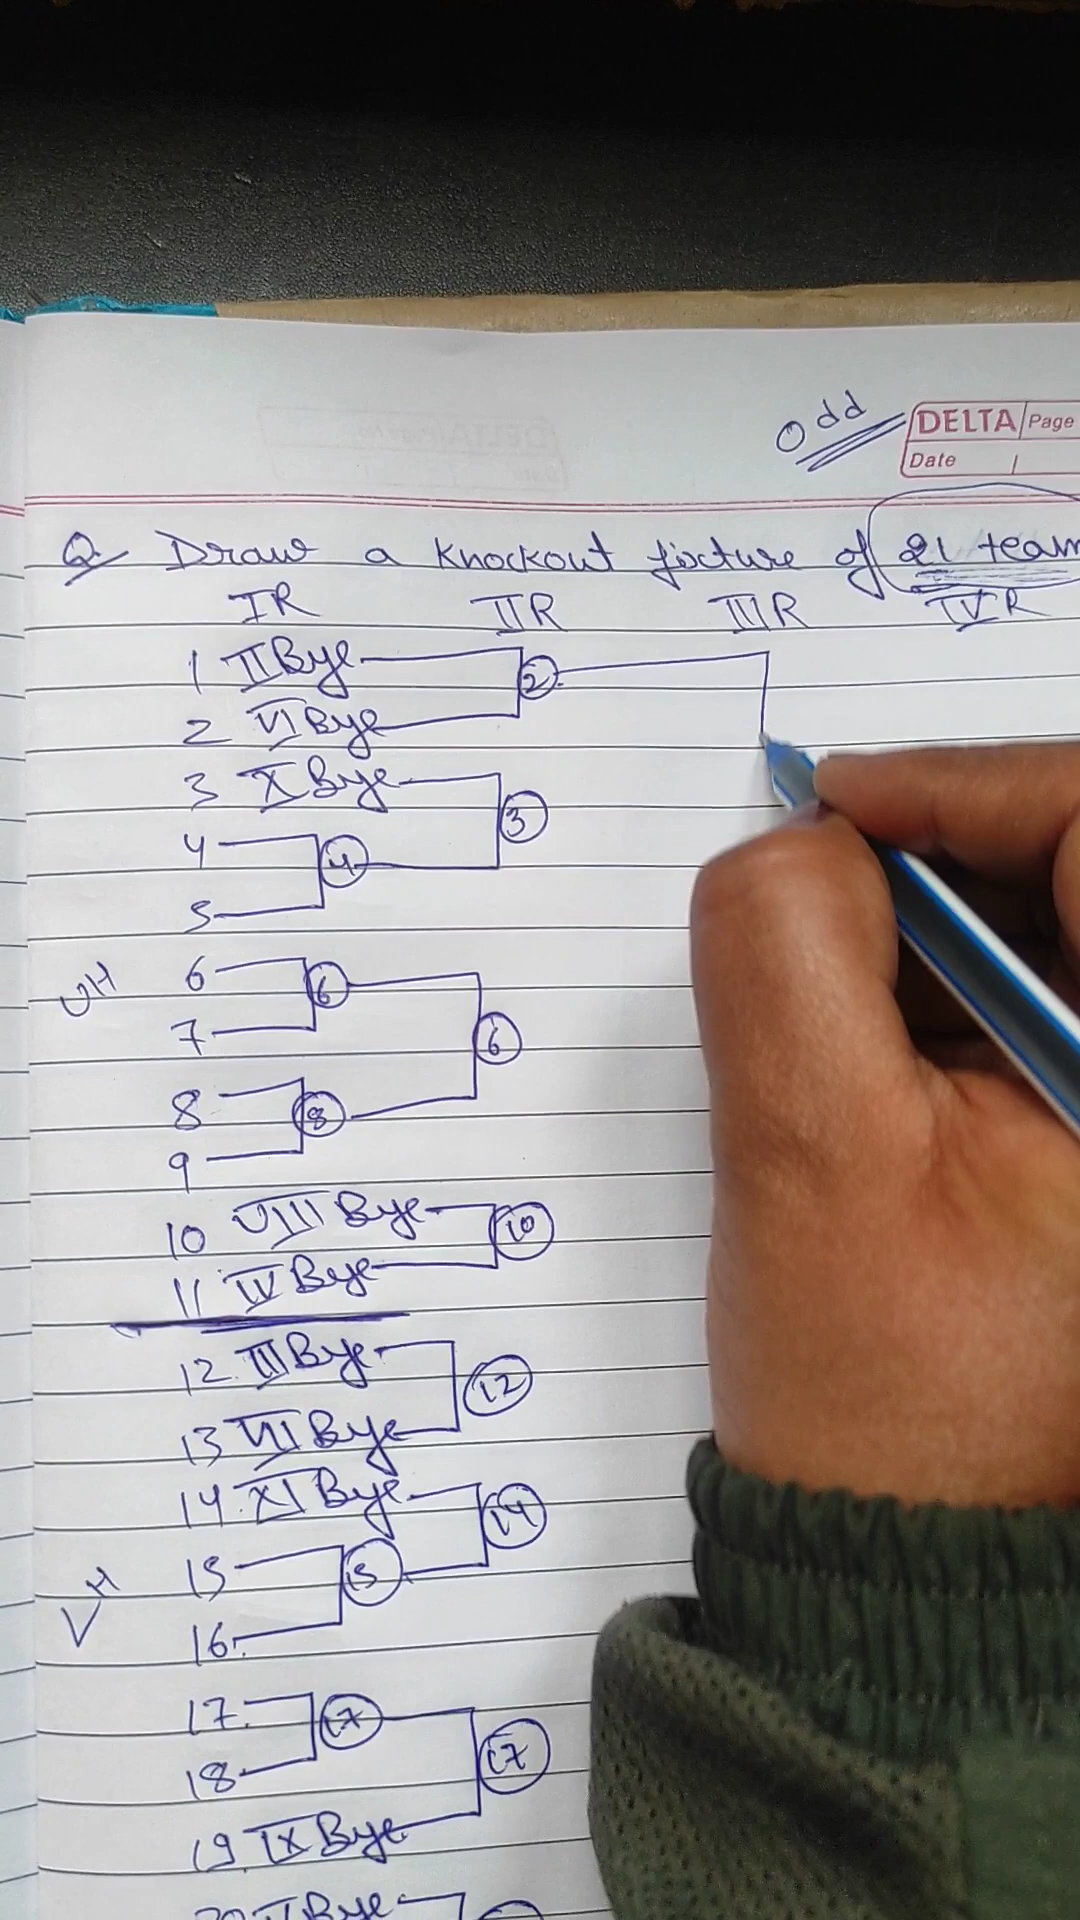 Odd
DELTA Page
Date
Q. Draw a knockout fixture of 21 team
IR IIR IIIR IVR
1 II Bye 2
2 VI Bye
3 X Bye 3
4 4
5
UH 6 6
7 6
8 8
9
10 VIII Bye 10
11 IV Bye
12 III Bye 12
13 VII Bye
14 XI Bye 14
15 15
16
17 17
18 17
19 IX Bye
20 V Bye